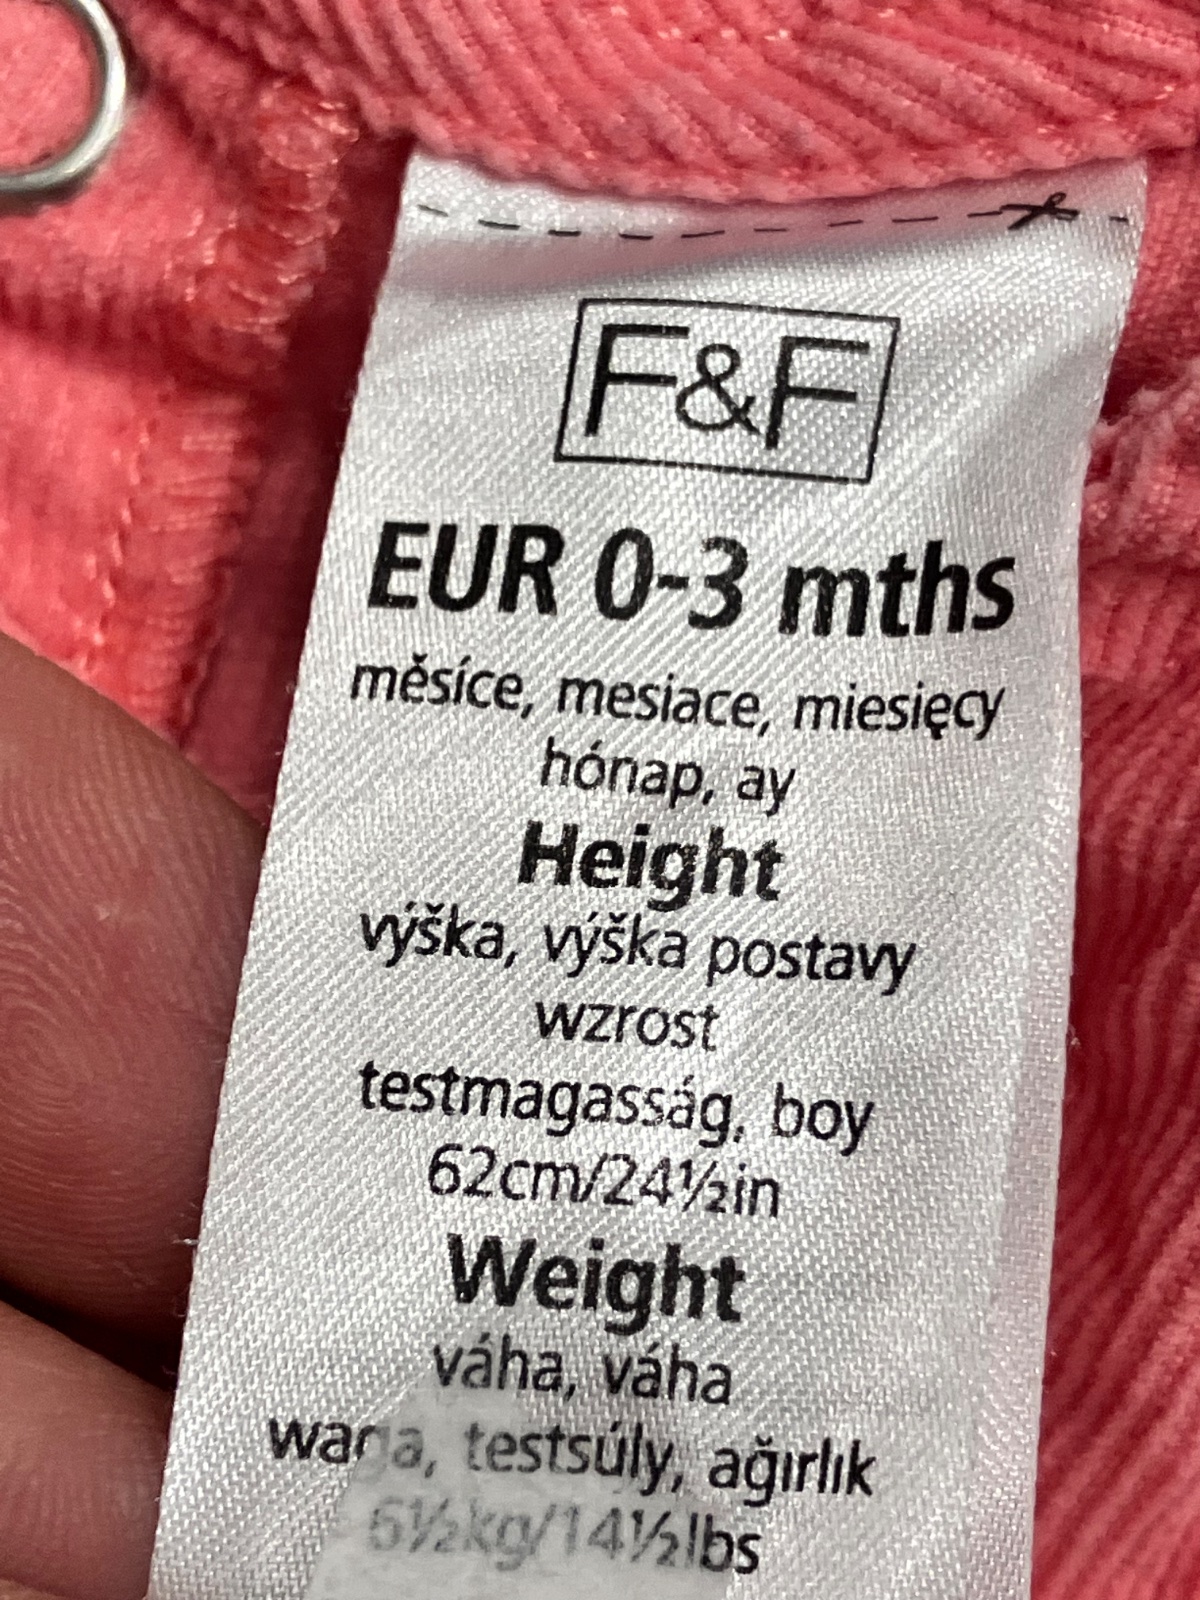 F&F
EUR 0-3 mths
měsíce, mesiace, miesięcy
hónap, ay
Height
výška, výška postavy
wzrost
testmagasság, boy
62cm/24½in
Weight
váha, váha
waga, testsúly, ağırlık
6½kg/14½lbs